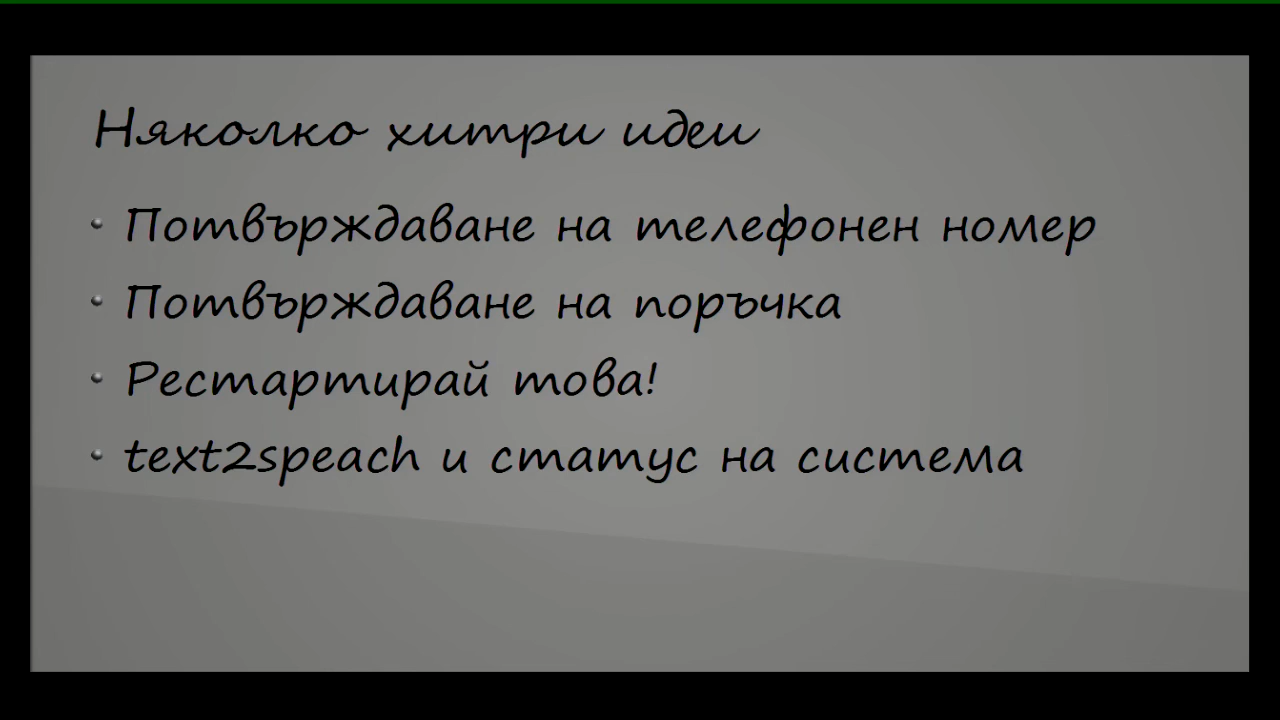 Няколко хитри идеи
Потвърждаване на телефонен номер
Потвърждаване на поръчка
Рестартирай това!
text2speach и статус на система